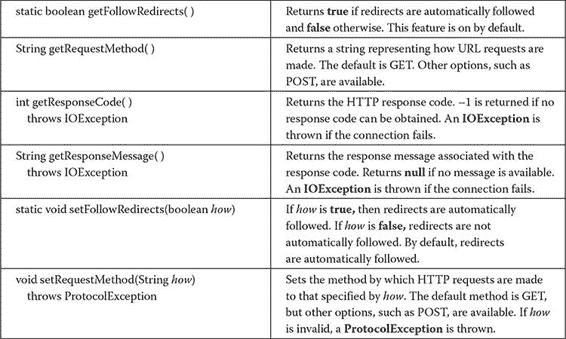 static boolean getFollowRedirects( )
Returns true if redirects are automatically followed
and false otherwise. This feature is on by default.
String getRequestMethod( )
Returns a string representing how URL requests are
made. The default is GET. Other options, such as
POST, are available.
int getResponseCode( )
throws IOException
Returns the HTTP response code. –1 is returned if no
response code can be obtained. An IOException is
thrown if the connection fails.
String getResponseMessage( )
throws IOException
Returns the response message associated with the
response code. Returns null if no message is available.
An IOException is thrown if the connection fails.
static void setFollowRedirects(boolean how)
If how is true, then redirects are automatically
followed. If how is false, redirects are not
automatically followed. By default, redirects
are automatically followed.
void setRequestMethod(String how)
throws ProtocolException
Sets the method by which HTTP requests are made
to that specified by how. The default method is GET,
but other options, such as POST, are available. If how
is invalid, a ProtocolException is thrown.